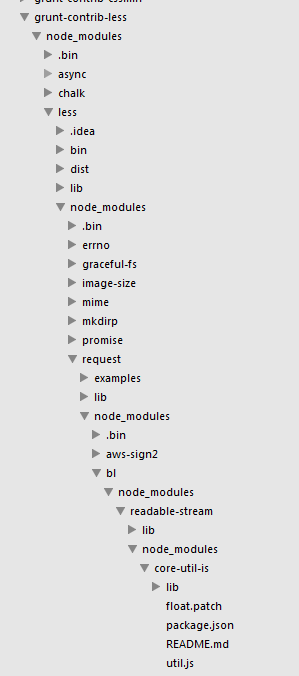 grunt-contrib-cssmin
grunt-contrib-less
node_modules
.bin
async
chalk
less
.idea
bin
dist
lib
node_modules
.bin
errno
graceful-fs
image-size
mime
mkdirp
promise
request
examples
lib
node_modules
.bin
aws-sign2
bl
node_modules
readable-stream
lib
node_modules
core-util-is
lib
float.patch
package.json
README.md
util.js